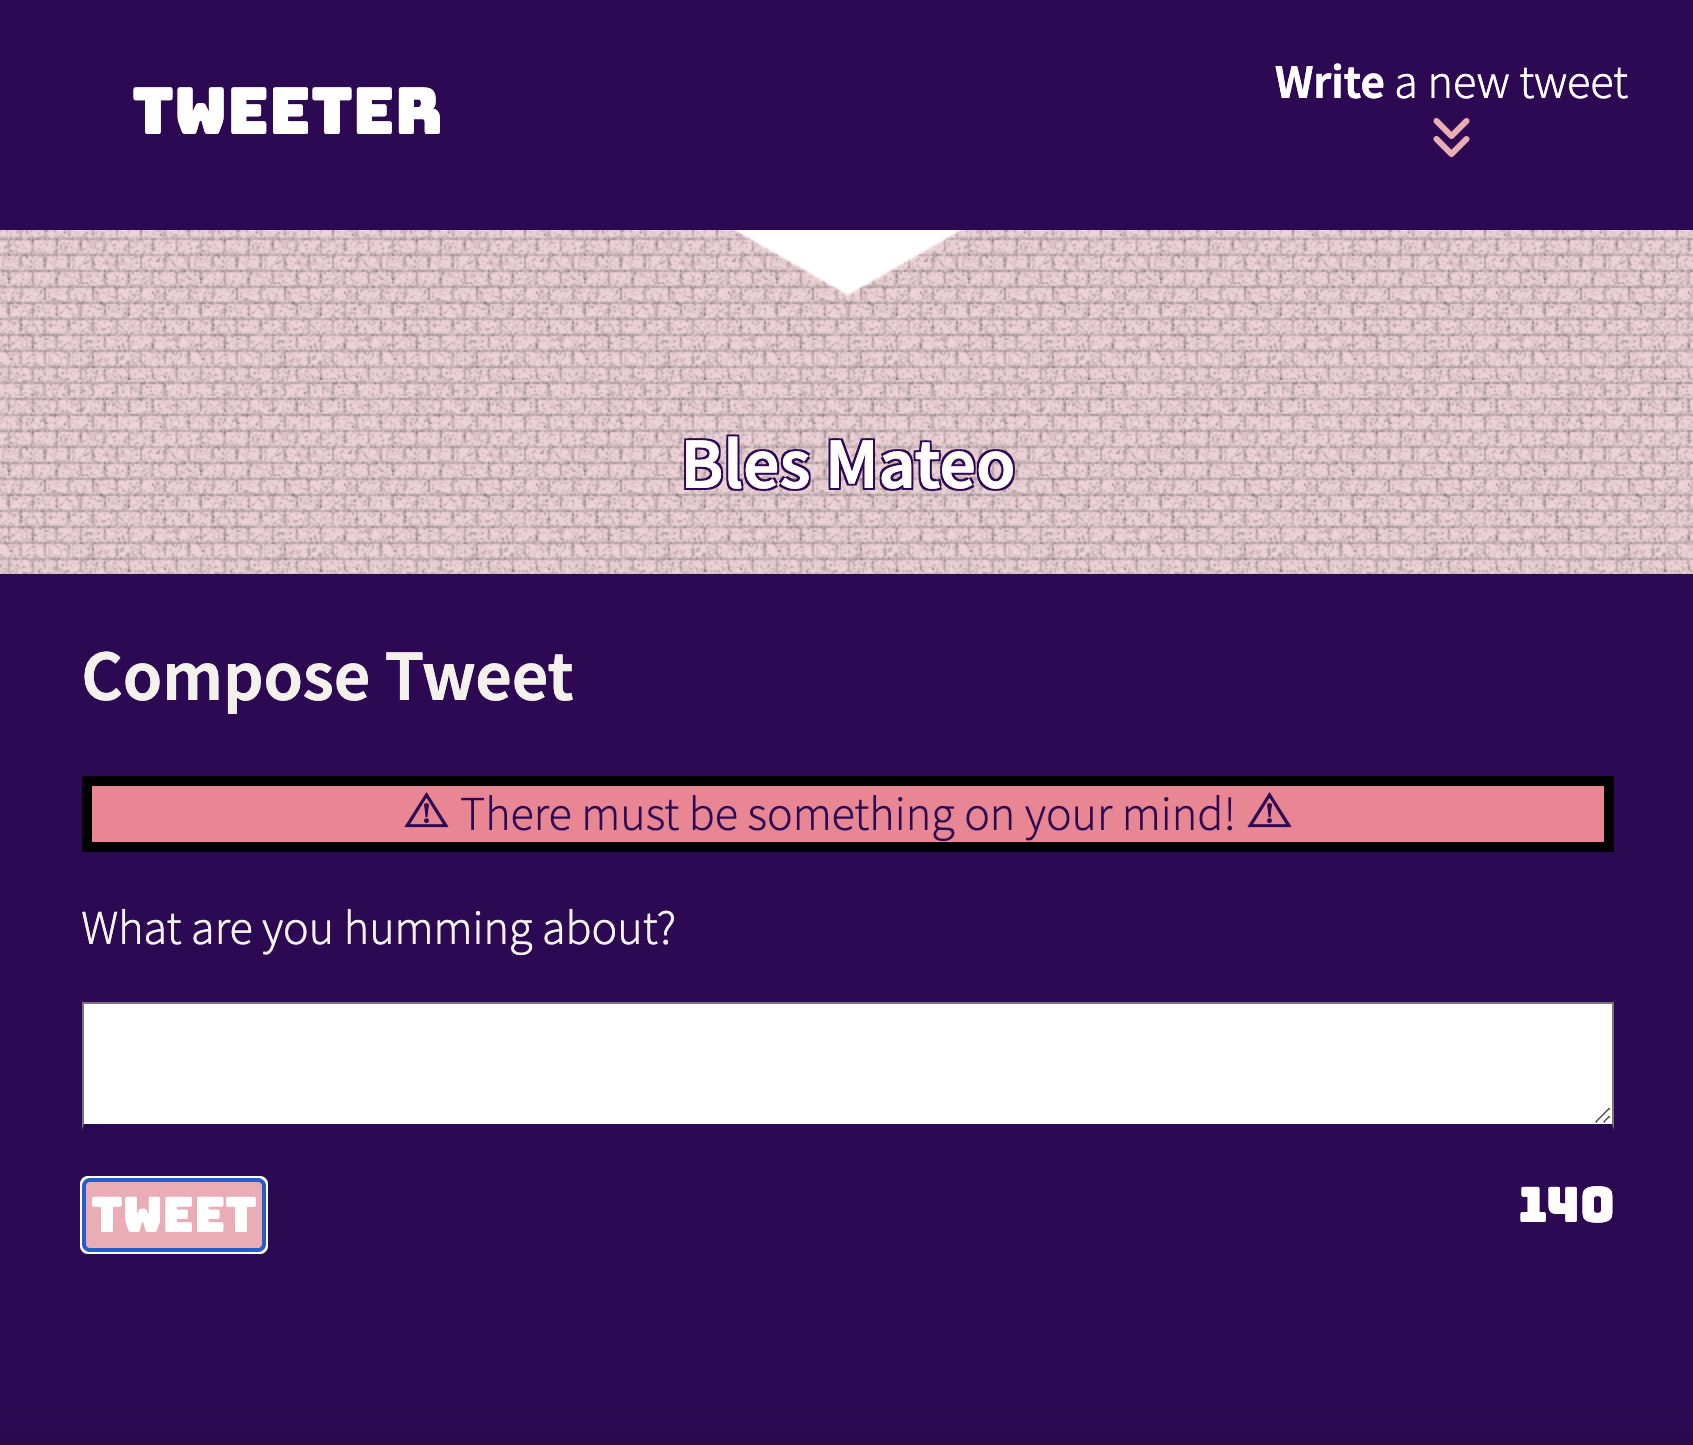 TWEETER
Write a new tweet
Bles Mateo
Compose Tweet
⚠ There must be something on your mind! ⚠
What are you humming about?
TWEET
140